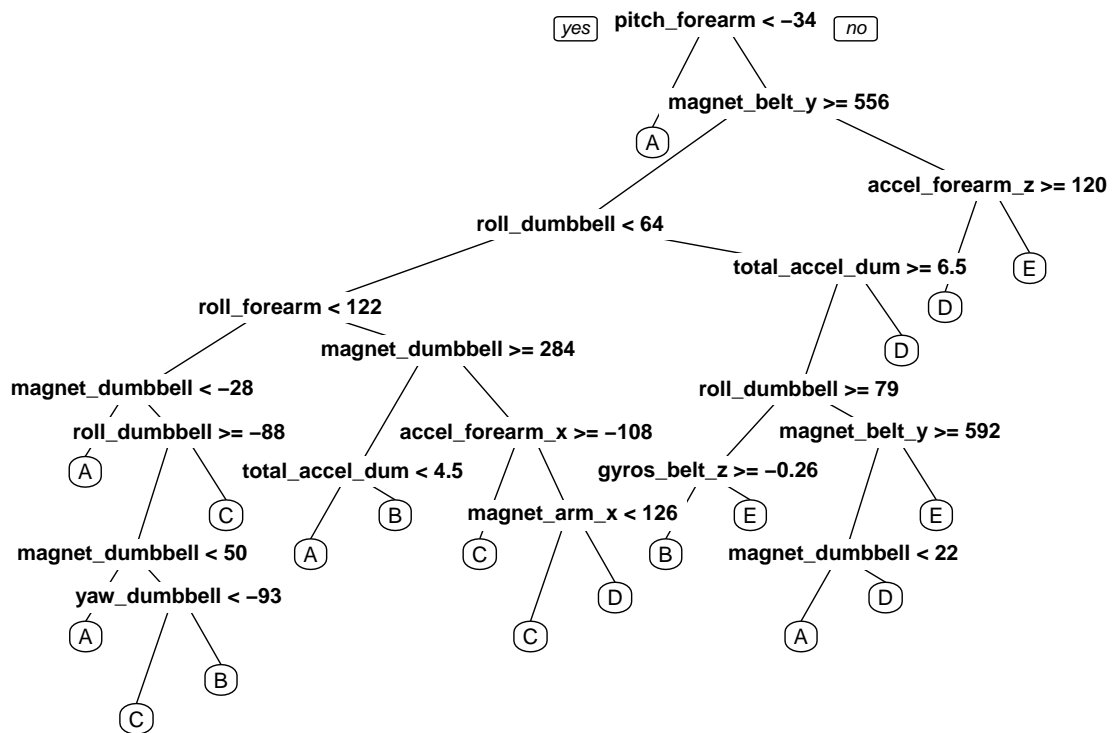 yes pitch_forearm < −34 no
magnet_belt_y >= 556
A
accel_forearm_z >= 120
roll_dumbbell < 64
total_accel_dum >= 6.5
E
D
roll_forearm < 122
magnet_dumbbell >= 284
D
magnet_dumbbell < −28
roll_dumbbell >= 79
roll_dumbbell >= −88
accel_forearm_x >= −108
magnet_belt_y >= 592
A
total_accel_dum < 4.5
gyros_belt_z >= −0.26
C
B
magnet_arm_x < 126
E
E
magnet_dumbbell < 50
A
C
B
magnet_dumbbell < 22
yaw_dumbbell < −93
D
D
A
C
A
B
C